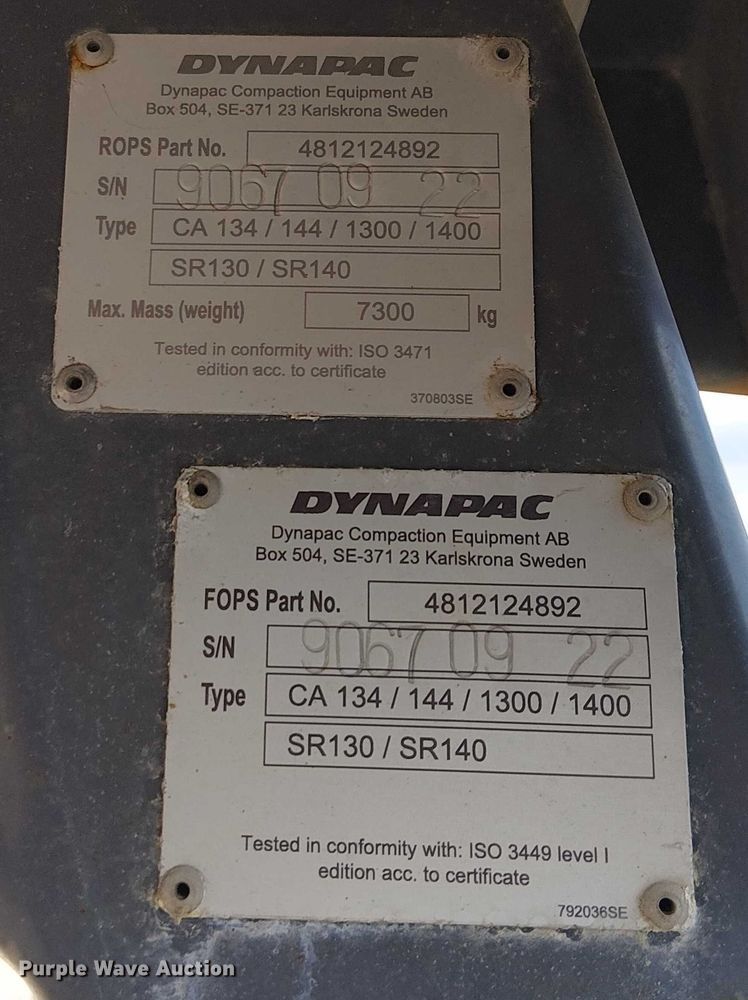 DYNAPAC
Dynapac Compaction Equipment AB
Box 504, SE-371 23 Karlskrona Sweden
ROPS Part No. 4812124892
S/N 9067 09 22
Type CA 134 / 144 / 1300 / 1400
SR130 / SR140
Max. Mass (weight) 7300 kg
Tested in conformity with: ISO 3471
edition acc. to certificate
370803SE
DYNAPAC
Dynapac Compaction Equipment AB
Box 504, SE-371 23 Karlskrona Sweden
FOPS Part No. 4812124892
S/N 9067 09 22
Type CA 134 / 144 / 1300 / 1400
SR130 / SR140
Tested in conformity with: ISO 3449 level I
edition acc. to certificate
792036SE
Purple Wave Auction